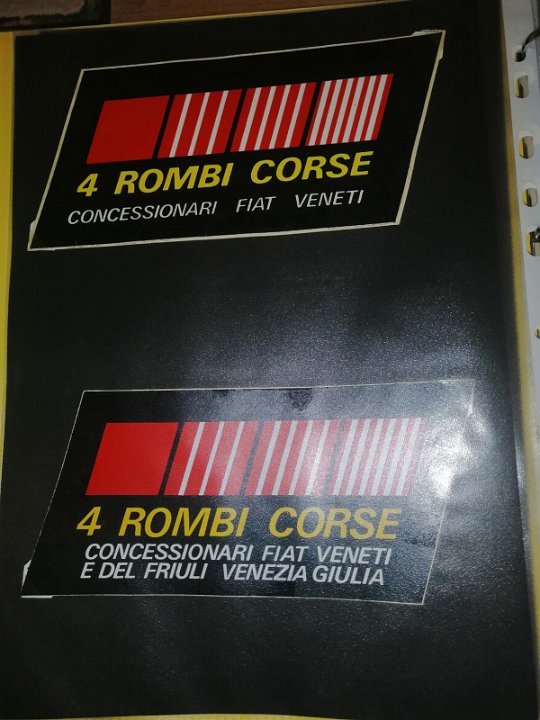 4 ROMBI CORSE
CONCESSIONARI FIAT VENETI
4 ROMBI CORSE
CONCESSIONARI FIAT VENETI
E DEL FRIULI VENEZIA GIULIA